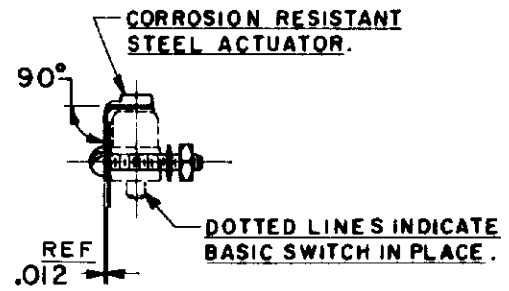 CORROSION RESISTANT
STEEL ACTUATOR.
90°
DOTTED LINES INDICATE
BASIC SWITCH IN PLACE.
REF
.012